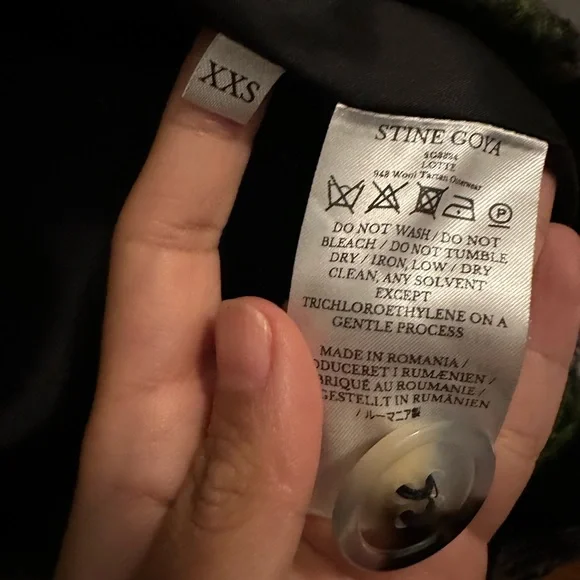 XXS
STINE GOYA
LOTTE
948 Wool Tartan Outerwear
P
DO NOT WASH / DO NOT
BLEACH / DO NOT TUMBLE
DRY / IRON, LOW / DRY
CLEAN, ANY SOLVENT
EXCEPT
TRICHLOROETHYLENE ON A
GENTLE PROCESS
MADE IN ROMANIA /
ODUCERET I RUMÆNIEN /
BRIQUÉ AU ROUMANIE /
GESTELLT IN RUMÄNIEN
/ ルーマニア製